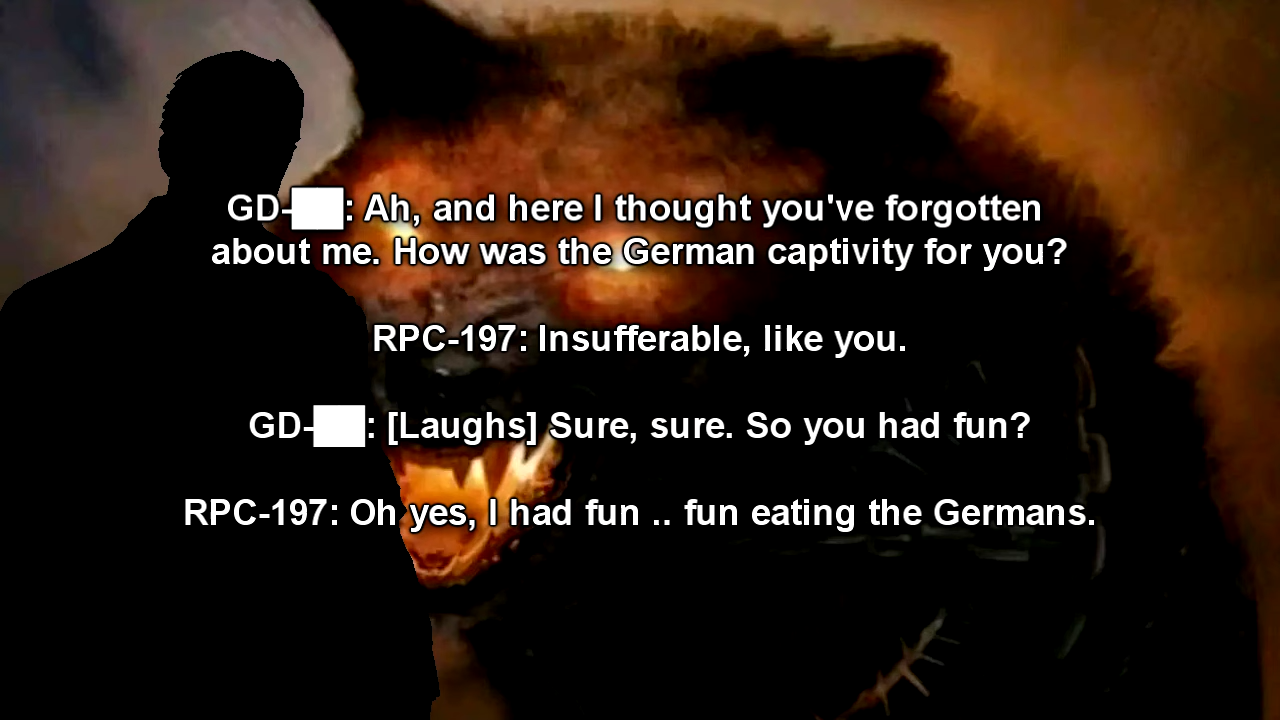 GD-██: Ah, and here I thought you've forgotten
about me. How was the German captivity for you?
RPC-197: Insufferable, like you.
GD-██: [Laughs] Sure, sure. So you had fun?
RPC-197: Oh yes, I had fun .. fun eating the Germans.